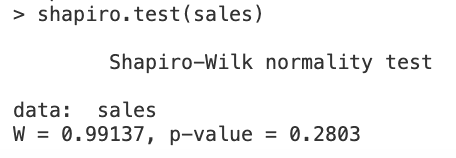 > shapiro.test(sales)
Shapiro-Wilk normality test
data:  sales
W = 0.99137, p-value = 0.2803